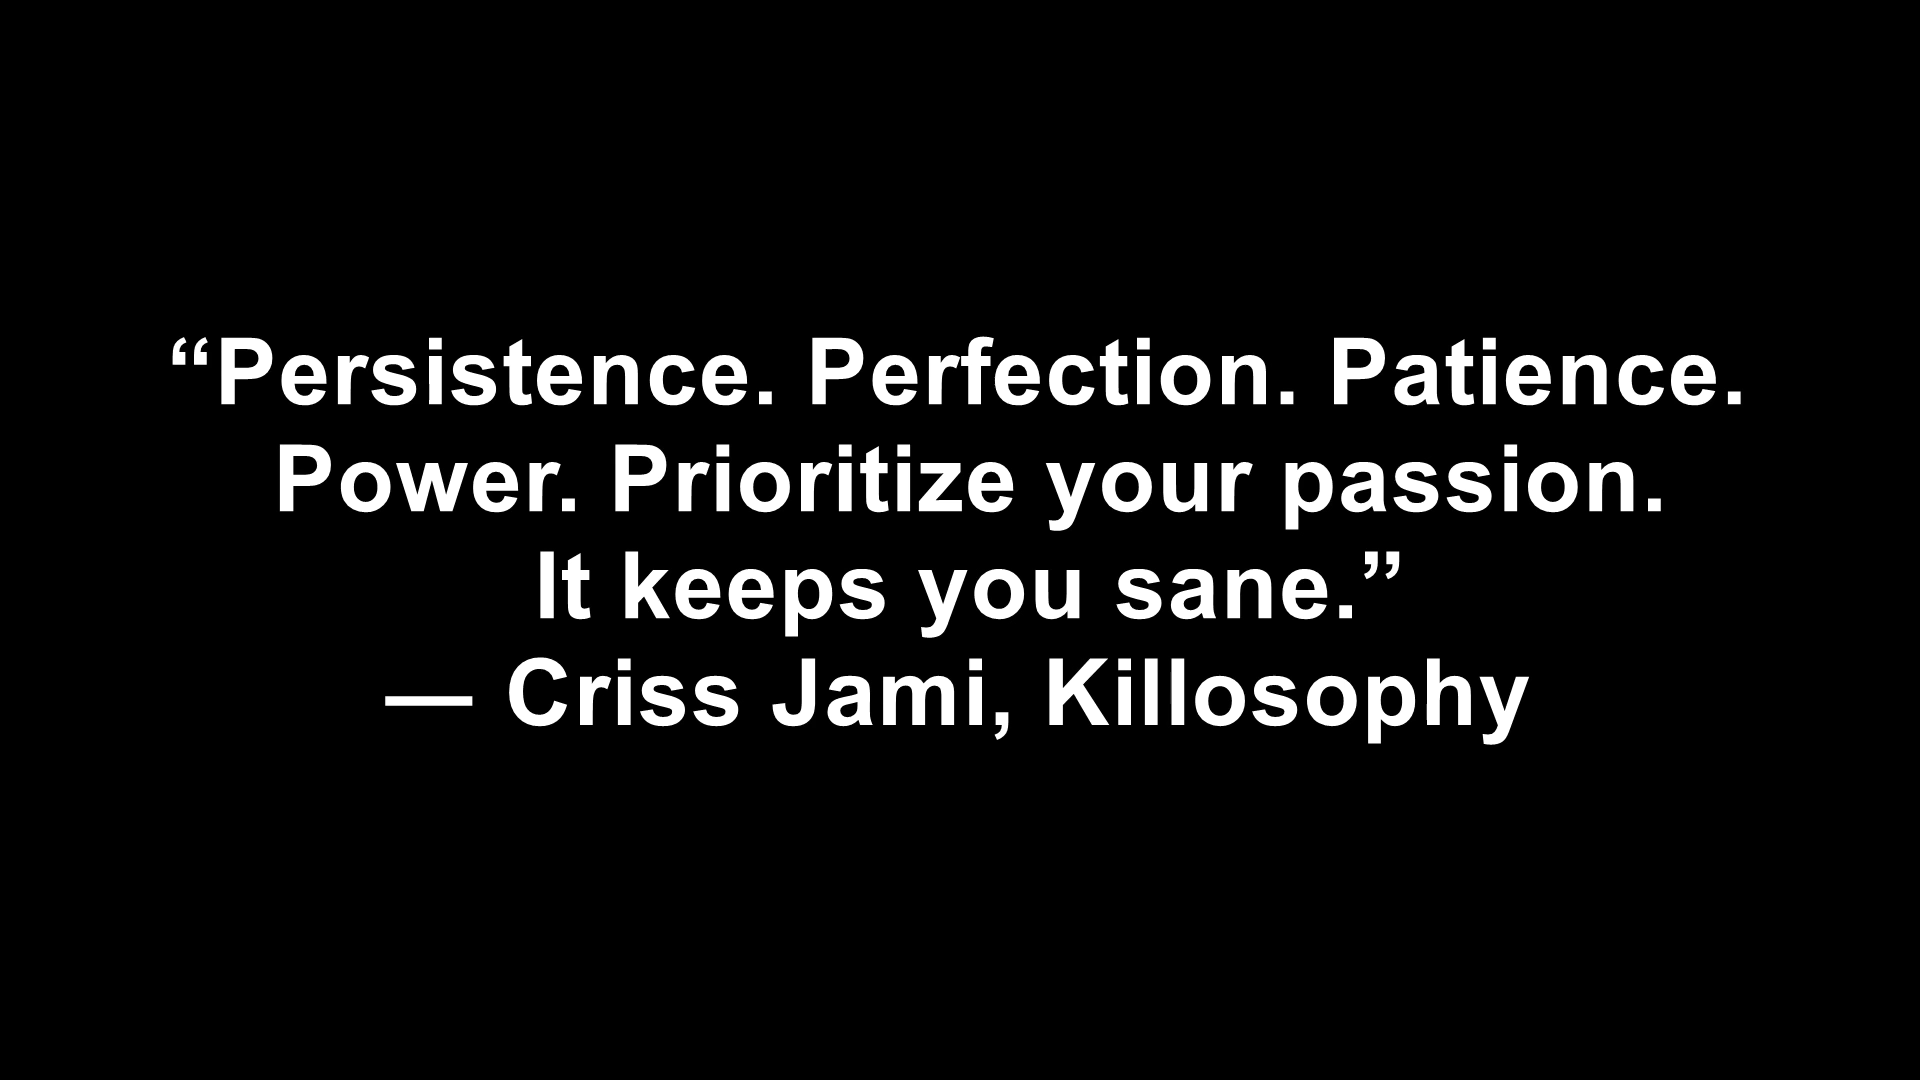 “Persistence. Perfection. Patience.
Power. Prioritize your passion.
It keeps you sane.”
— Criss Jami, Killosophy